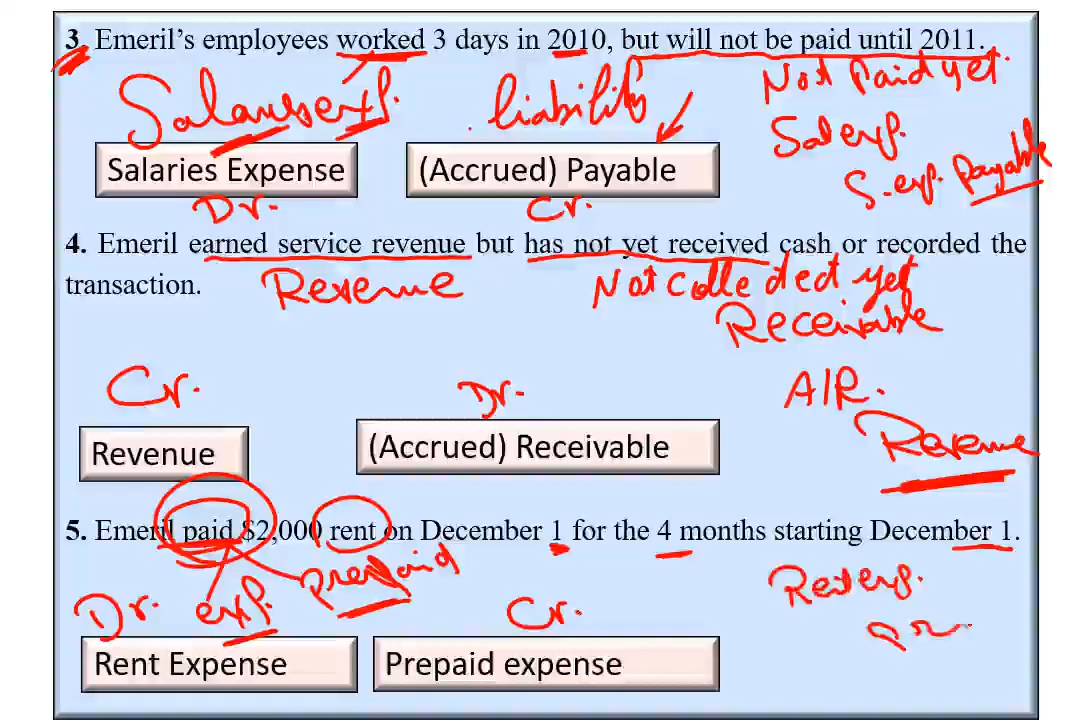 3. Emeril's employees worked 3 days in 2010, but will not be paid until 2011.
Not Paid yet.
Salaries exp. liability
Sal exp.
Salaries Expense (Accrued) Payable
S. exp. Payable
Dr. Cr.
4. Emeril earned service revenue but has not yet received cash or recorded the
transaction.
Revenue Not Collected yet
Receivable
Cr. Dr. A/R.
Revenue (Accrued) Receivable
Revenue
5. Emeril paid $2,000 rent on December 1 for the 4 months starting December 1.
Prepaid
Dr. exp. Cr. Rent exp.
Rent Expense Prepaid expense